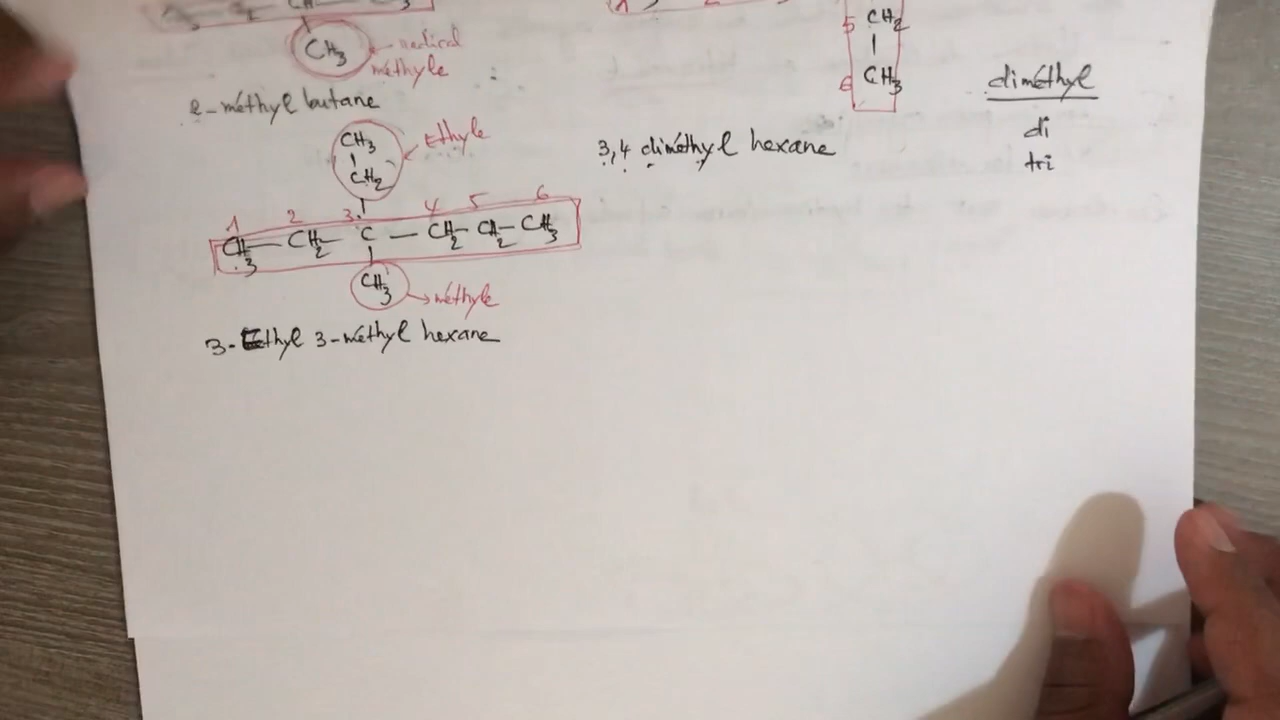 CH3
radical
méthyle
2-méthyl butane
CH3
CH2
Ethyle
1 2 3 4 5 6
CH3 — CH2 — C — CH2 — CH2 — CH3
CH3
méthyle
3-Ethyl 3-méthyl hexane
5 CH2
6 CH3
3,4 diméthyl hexane
diméthyl
di
tri